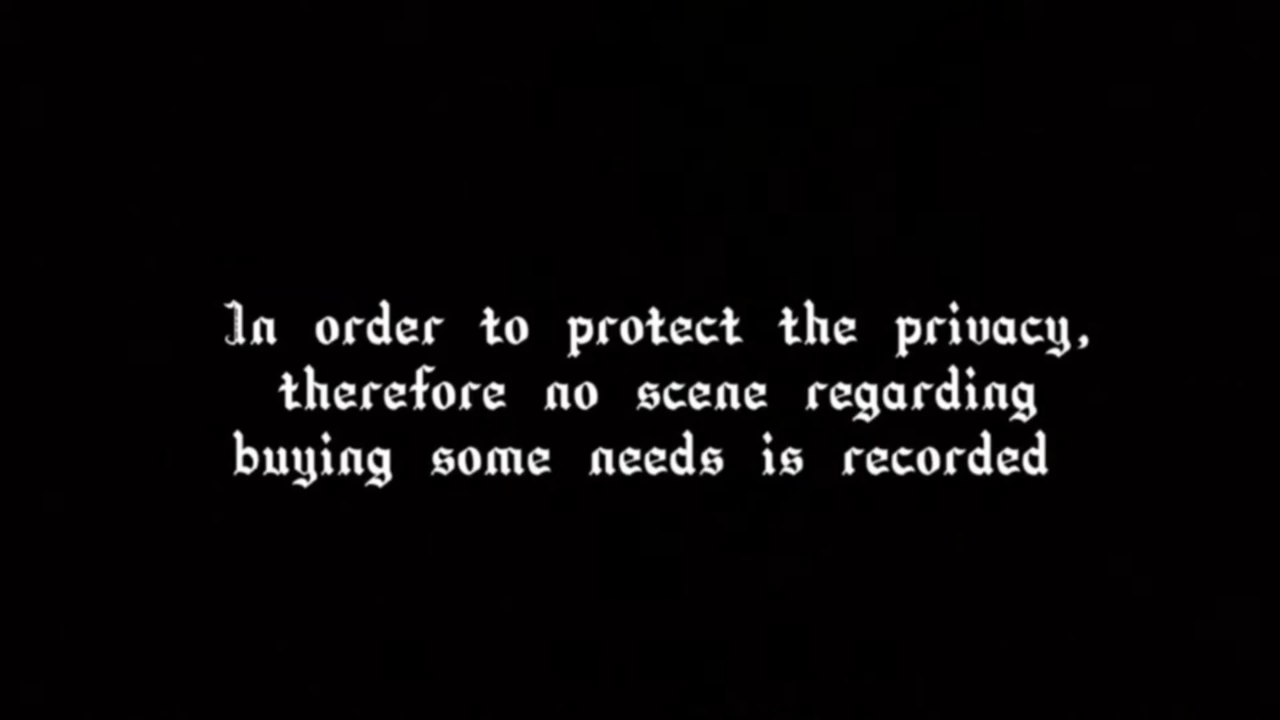 In order to protect the privacy,
therefore no scene regarding
buying some needs is recorded